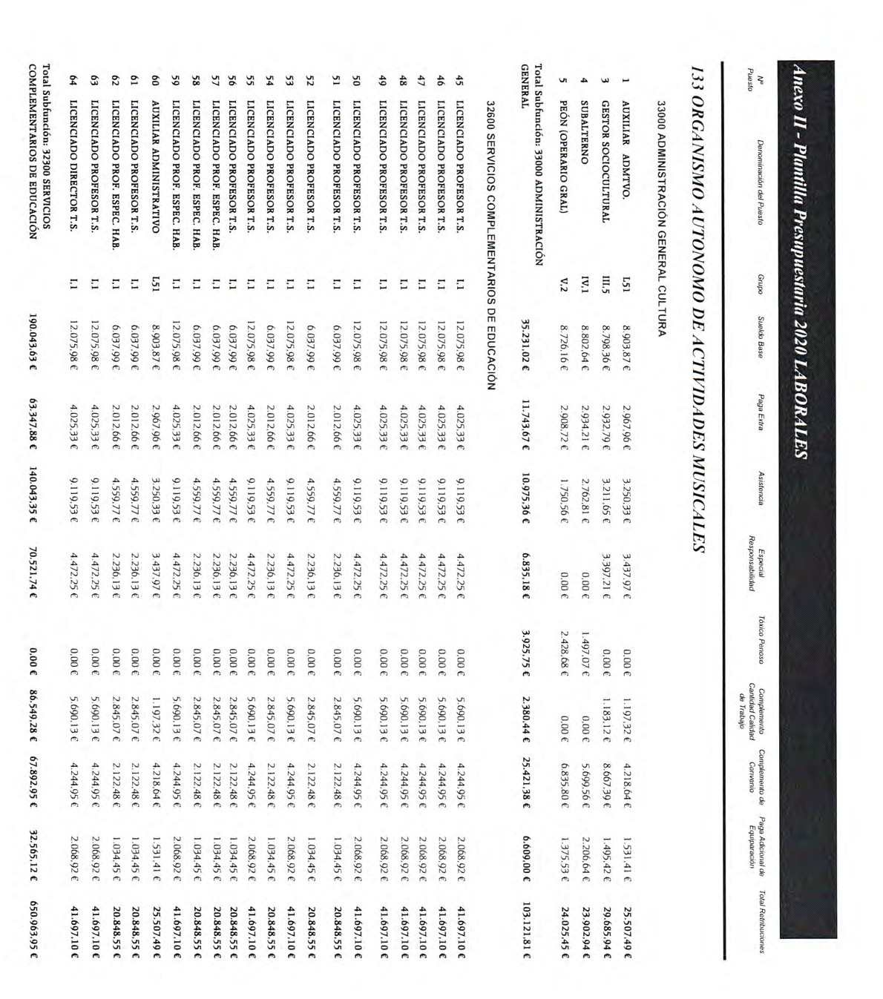 Anexo II - Plantilla Presupuestaria 2020 LABORALES
Nº Puesto Denominación del Puesto Grupo Sueldo Base Paga Extra Asistencia Especial Responsabilidad Tóxico Penoso Complemento Cantidad Calidad de Trabajo Complemento de Convenio Paga Adicional de Equiparación Total Retribuciones
133 ORGANISMO AUTONOMO DE ACTIVIDADES MUSICALES
33000 ADMINISTRACIÓN GENERAL CULTURA
1 AUXILIAR ADMTVO. I,51 8.903.87 € 2.967.96 € 3.250.33 € 3.437.97 € 0.00 € 1.197.32 € 4.218.64 € 1.531.41 € 25.507.49 €
3 GESTOR SOCIOCULTURAL III,5 8.798.36 € 2.932.79 € 3.211.65 € 3.397.21 € 0.00 € 1.183.12 € 8.667.39 € 1.495.42 € 29.685.94 €
4 SUBALTERNO IV,1 8.802.64 € 2.934.21 € 2.762.81 € 0.00 € 1.497.07 € 0.00 € 5.699.56 € 2.206.64 € 23.902.94 €
5 PEÓN (OPERARIO GRAL) V,2 8.726.16 € 2.908.72 € 1.750.56 € 0.00 € 2.428.68 € 0.00 € 6.835.80 € 1.375.53 € 24.025.45 €
Total Subfunción: 33000 ADMINISTRACIÓN
GENERAL 35.231.02 € 11.743.67 € 10.975.36 € 6.835.18 € 3.925.75 € 2.380.44 € 25.421.38 € 6.609.00 € 103.121.81 €
32600 SERVICIOS COMPLEMENTARIOS DE EDUCACIÓN
45 LICENCIADO PROFESOR T.S. I,1 12.075.98 € 4.025.33 € 9.119.53 € 4.472.25 € 0.00 € 5.690.13 € 4.244.95 € 2.068.92 € 41.697.10 €
46 LICENCIADO PROFESOR T.S. I,1 12.075.98 € 4.025.33 € 9.119.53 € 4.472.25 € 0.00 € 5.690.13 € 4.244.95 € 2.068.92 € 41.697.10 €
47 LICENCIADO PROFESOR T.S. I,1 12.075.98 € 4.025.33 € 9.119.53 € 4.472.25 € 0.00 € 5.690.13 € 4.244.95 € 2.068.92 € 41.697.10 €
48 LICENCIADO PROFESOR T.S. I,1 12.075.98 € 4.025.33 € 9.119.53 € 4.472.25 € 0.00 € 5.690.13 € 4.244.95 € 2.068.92 € 41.697.10 €
49 LICENCIADO PROFESOR T.S. I,1 12.075.98 € 4.025.33 € 9.119.53 € 4.472.25 € 0.00 € 5.690.13 € 4.244.95 € 2.068.92 € 41.697.10 €
50 LICENCIADO PROFESOR T.S. I,1 12.075.98 € 4.025.33 € 9.119.53 € 4.472.25 € 0.00 € 5.690.13 € 4.244.95 € 2.068.92 € 41.697.10 €
51 LICENCIADO PROFESOR T.S. I,1 6.037.99 € 2.012.66 € 4.559.77 € 2.236.13 € 0.00 € 2.845.07 € 2.122.48 € 1.034.45 € 20.848.55 €
52 LICENCIADO PROFESOR T.S. I,1 6.037.99 € 2.012.66 € 4.559.77 € 2.236.13 € 0.00 € 2.845.07 € 2.122.48 € 1.034.45 € 20.848.55 €
53 LICENCIADO PROFESOR T.S. I,1 12.075.98 € 4.025.33 € 9.119.53 € 4.472.25 € 0.00 € 5.690.13 € 4.244.95 € 2.068.92 € 41.697.10 €
54 LICENCIADO PROFESOR T.S. I,1 6.037.99 € 2.012.66 € 4.559.77 € 2.236.13 € 0.00 € 2.845.07 € 2.122.48 € 1.034.45 € 20.848.55 €
55 LICENCIADO PROFESOR T.S. I,1 12.075.98 € 4.025.33 € 9.119.53 € 4.472.25 € 0.00 € 5.690.13 € 4.244.95 € 2.068.92 € 41.697.10 €
56 LICENCIADO PROFESOR T.S. I,1 6.037.99 € 2.012.66 € 4.559.77 € 2.236.13 € 0.00 € 2.845.07 € 2.122.48 € 1.034.45 € 20.848.55 €
57 LICENCIADO PROF. ESPEC. HAB. I,1 6.037.99 € 2.012.66 € 4.559.77 € 2.236.13 € 0.00 € 2.845.07 € 2.122.48 € 1.034.45 € 20.848.55 €
58 LICENCIADO PROF. ESPEC. HAB. I,1 6.037.99 € 2.012.66 € 4.559.77 € 2.236.13 € 0.00 € 2.845.07 € 2.122.48 € 1.034.45 € 20.848.55 €
59 LICENCIADO PROF. ESPEC. HAB. I,1 12.075.98 € 4.025.33 € 9.119.53 € 4.472.25 € 0.00 € 5.690.13 € 4.244.95 € 2.068.92 € 41.697.10 €
60 AUXILIAR ADMINISTRATIVO I,51 8.903.87 € 2.967.96 € 3.250.33 € 3.437.97 € 0.00 € 1.197.32 € 4.218.64 € 1.531.41 € 25.507.49 €
61 LICENCIADO PROFESOR T.S. I,1 6.037.99 € 2.012.66 € 4.559.77 € 2.236.13 € 0.00 € 2.845.07 € 2.122.48 € 1.034.45 € 20.848.55 €
62 LICENCIADO PROF. ESPEC. HAB. I,1 6.037.99 € 2.012.66 € 4.559.77 € 2.236.13 € 0.00 € 2.845.07 € 2.122.48 € 1.034.45 € 20.848.55 €
63 LICENCIADO PROFESOR T.S. I,1 12.075.98 € 4.025.33 € 9.119.53 € 4.472.25 € 0.00 € 5.690.13 € 4.244.95 € 2.068.92 € 41.697.10 €
64 LICENCIADO DIRECTOR T.S. I,1 12.075.98 € 4.025.33 € 9.119.53 € 4.472.25 € 0.00 € 5.690.13 € 4.244.95 € 2.068.92 € 41.697.10 €
Total Subfunción: 32300 SERVICIOS
COMPLEMENTARIOS DE EDUCACIÓN 190.043.63 € 63.347.88 € 140.043.35 € 70.521.74 € 0.00 € 86.549.28 € 67.892.95 € 32.565.12 € 650.963.95 €